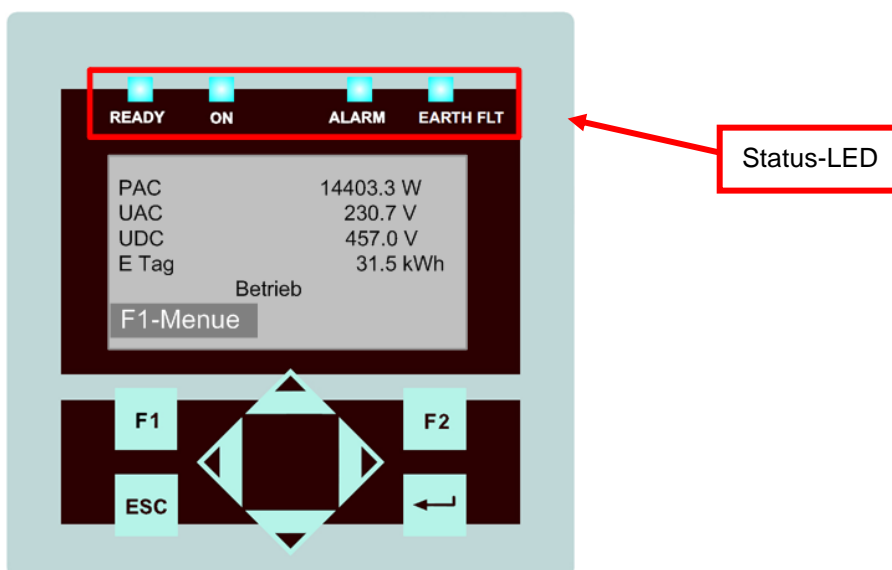 READY ON ALARM EARTH FLT
Status-LED
PAC 14403.3 W
UAC 230.7 V
UDC 457.0 V
E Tag 31.5 kWh
Betrieb
F1-Menue
F1 F2
ESC